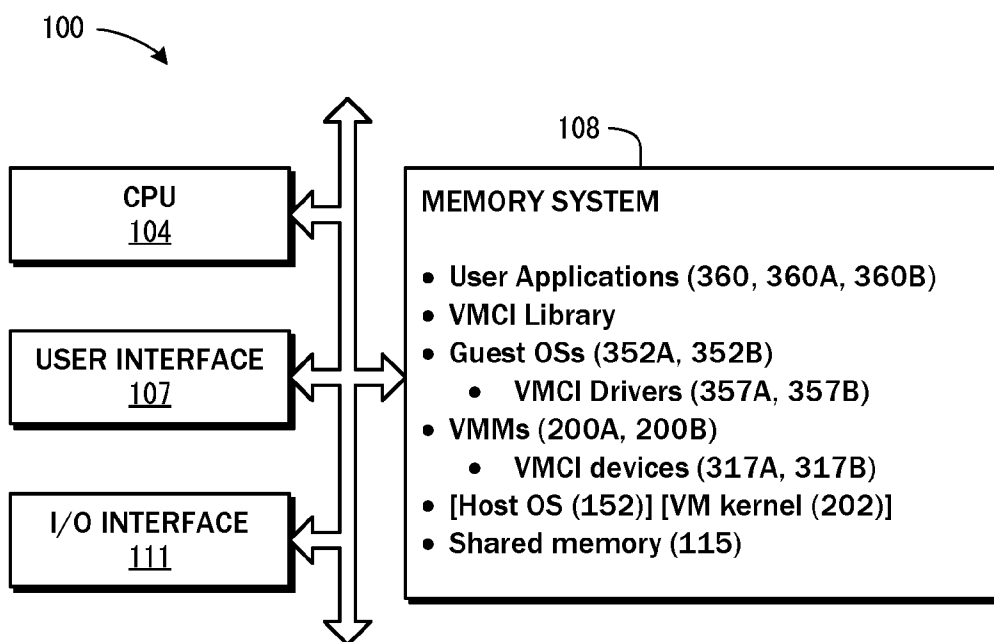 100
108
CPU
104
USER INTERFACE
107
I/O INTERFACE
111
MEMORY SYSTEM
• User Applications (360, 360A, 360B)
• VMCI Library
• Guest OSs (352A, 352B)
• VMCI Drivers (357A, 357B)
• VMMs (200A, 200B)
• VMCI devices (317A, 317B)
• [Host OS (152)] [VM kernel (202)]
• Shared memory (115)